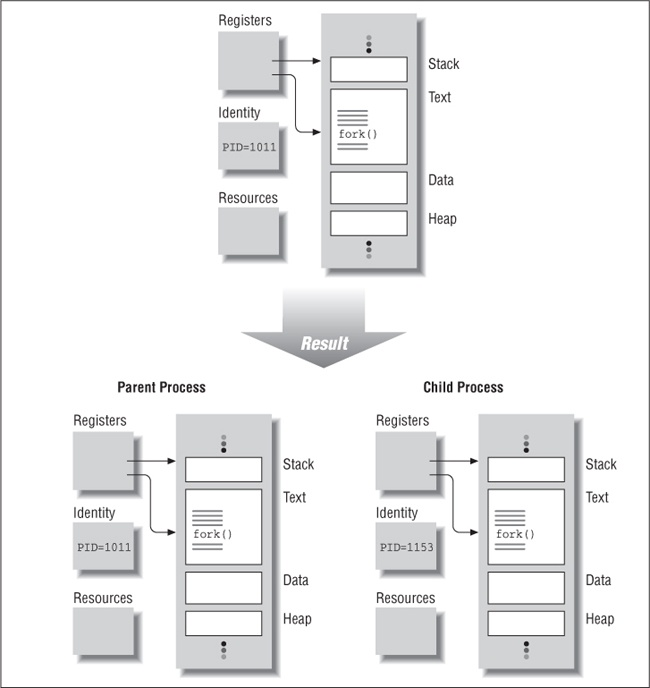 Registers
Stack
Text
fork()
Identity
PID=1011
Data
Resources
Heap
Result
Parent Process
Registers
Stack
Text
fork()
Identity
PID=1011
Data
Resources
Heap
Child Process
Registers
Stack
Text
fork()
Identity
PID=1153
Data
Resources
Heap